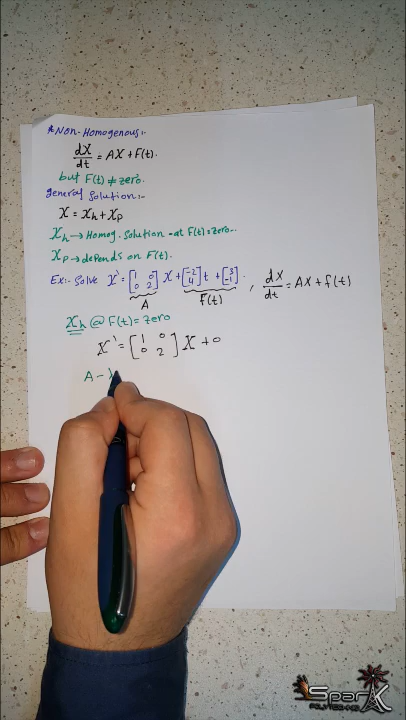 * Non-Homogenous:-
dX/dt = AX + F(t).
but F(t) ≠ zero.
general solution:-
X = Xh + Xp
Xh → Homog. Solution at F(t) = zero.
Xp → depends on F(t).
Ex:- Solve X' = [1 0; 0 2] X + [-2; 4] t + [3; -1] , dX/dt = AX + f(t)
A F(t)
Xh @ F(t) = zero
X' = [1 0; 0 2] X + 0
A - λ
Spark
POLYTECHNIC